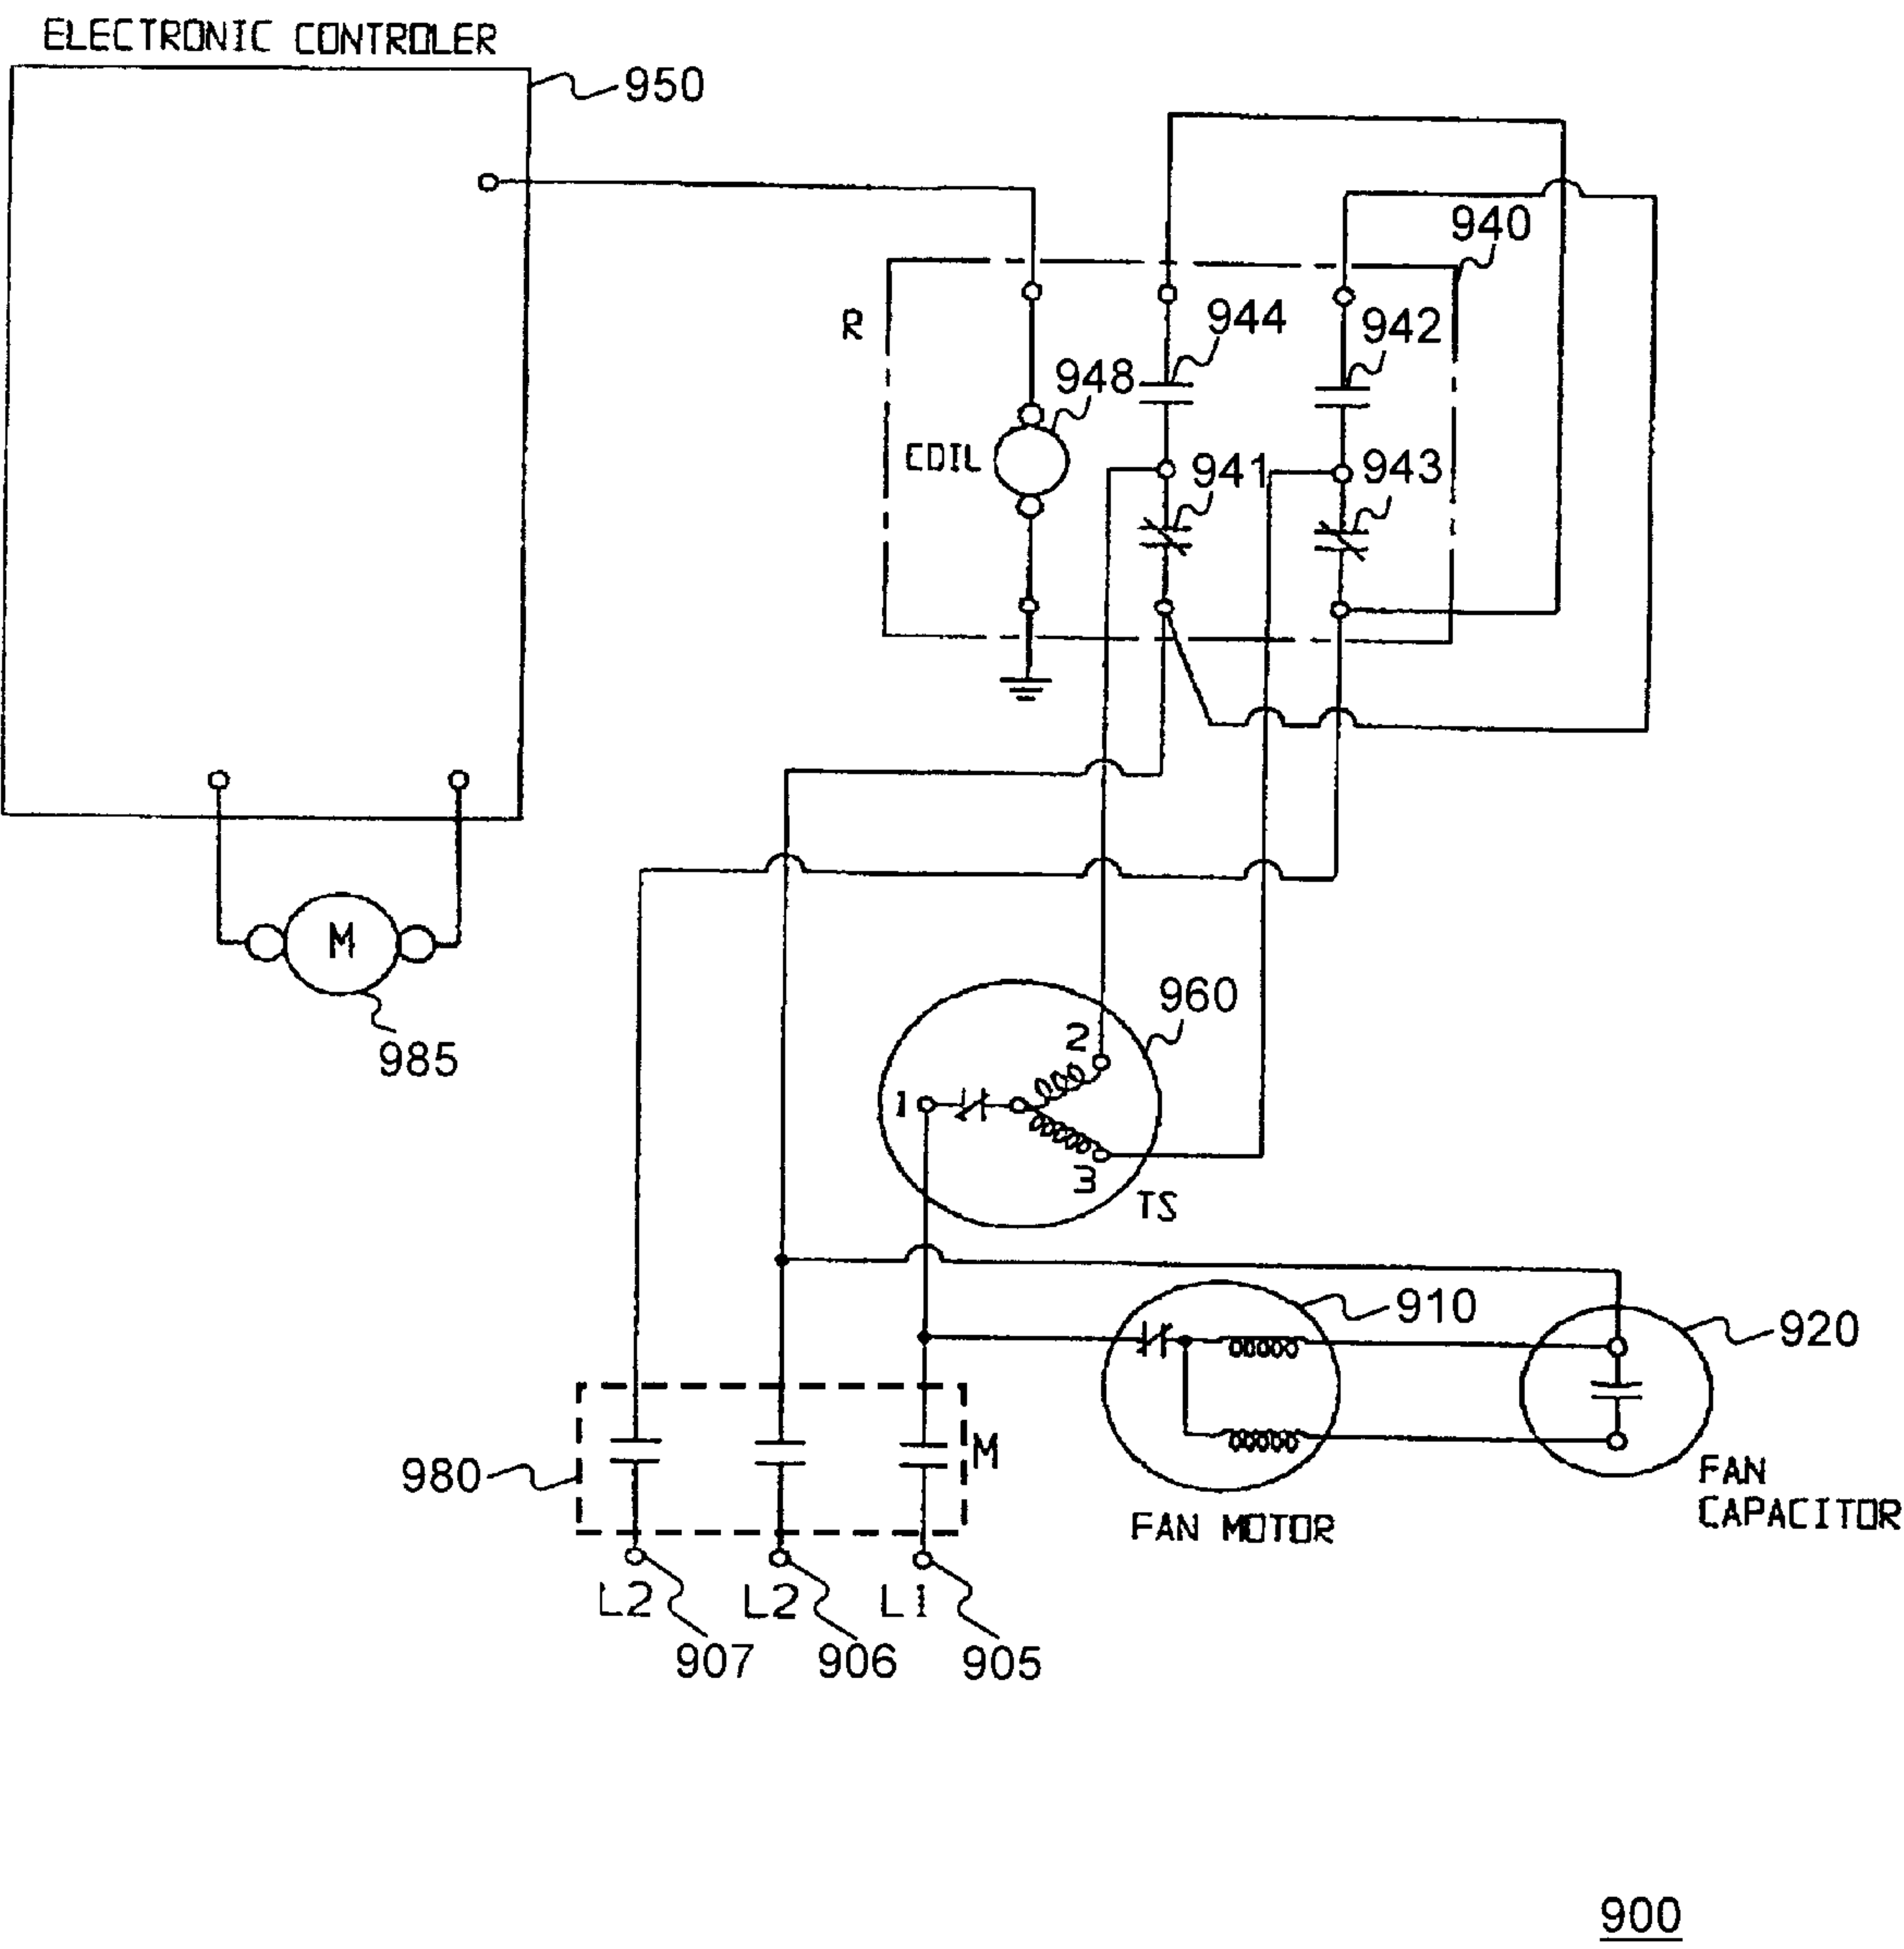 ELECTRONIC CONTROLER
950
940
R
944
942
948
COIL
941
943
M
985
960
2
1
3
TS
910
920
980
M
FAN MOTOR
FAN
CAPACITOR
L2
L2
L1
907
906
905
900